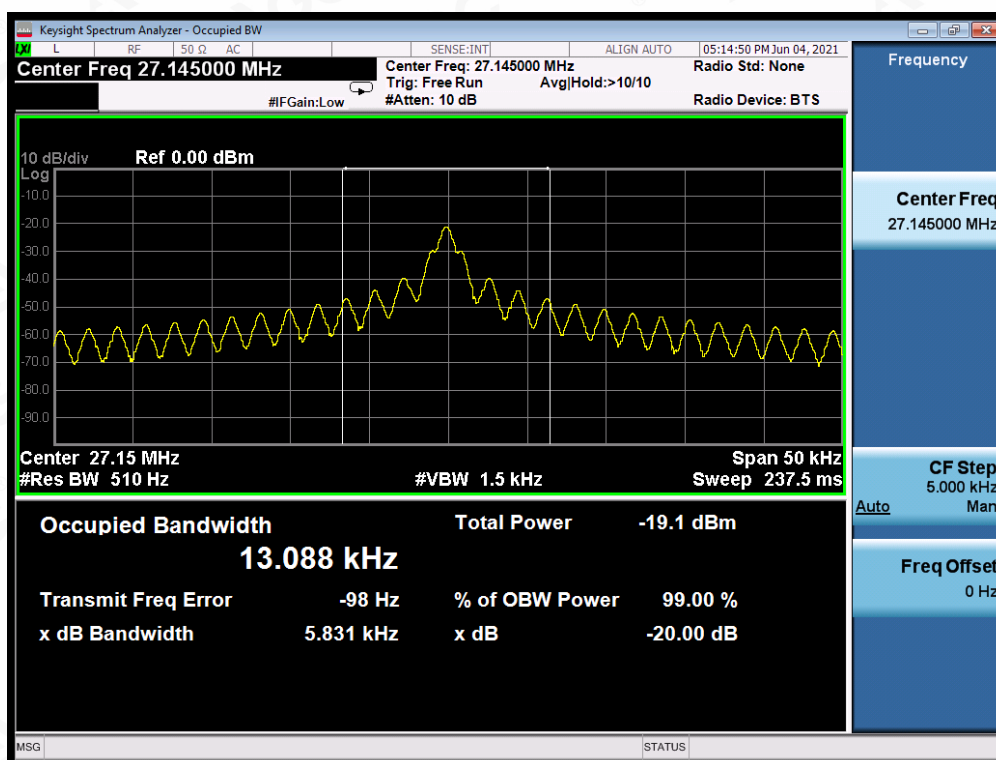 Keysight Spectrum Analyzer - Occupied BW
LXI L RF 50 Ω AC SENSE:INT ALIGN AUTO 05:14:50 PM Jun 04, 2021
Center Freq 27.145000 MHz
Center Freq: 27.145000 MHz
Radio Std: None
Trig: Free Run Avg|Hold:>10/10
#IFGain:Low #Atten: 10 dB
Radio Device: BTS
10 dB/div Ref 0.00 dBm
Log
-10.0
-20.0
-30.0
-40.0
-50.0
-60.0
-70.0
-80.0
-90.0
Center 27.15 MHz Span 50 kHz
#Res BW 510 Hz #VBW 1.5 kHz Sweep 237.5 ms
Occupied Bandwidth Total Power -19.1 dBm
13.088 kHz
Transmit Freq Error -98 Hz % of OBW Power 99.00 %
x dB Bandwidth 5.831 kHz x dB -20.00 dB
MSG STATUS
Frequency
Center Freq
27.145000 MHz
CF Step
5.000 kHz
Auto Man
Freq Offset
0 Hz